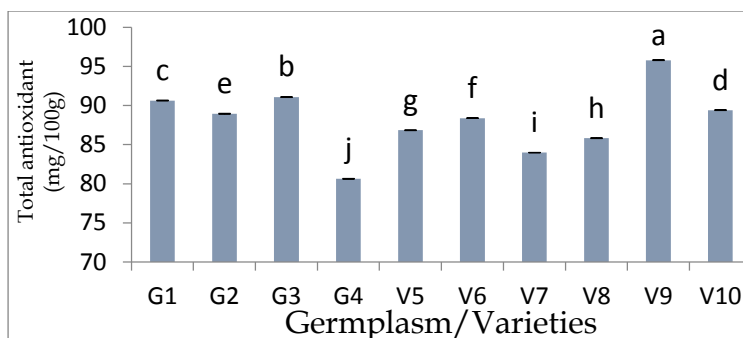 Total antioxidant
(mg/100g)
100
95
90
85
80
75
70
c
e
b
j
g
f
i
h
a
d
G1 G2 G3 G4 V5 V6 V7 V8 V9 V10
Germplasm/Varieties